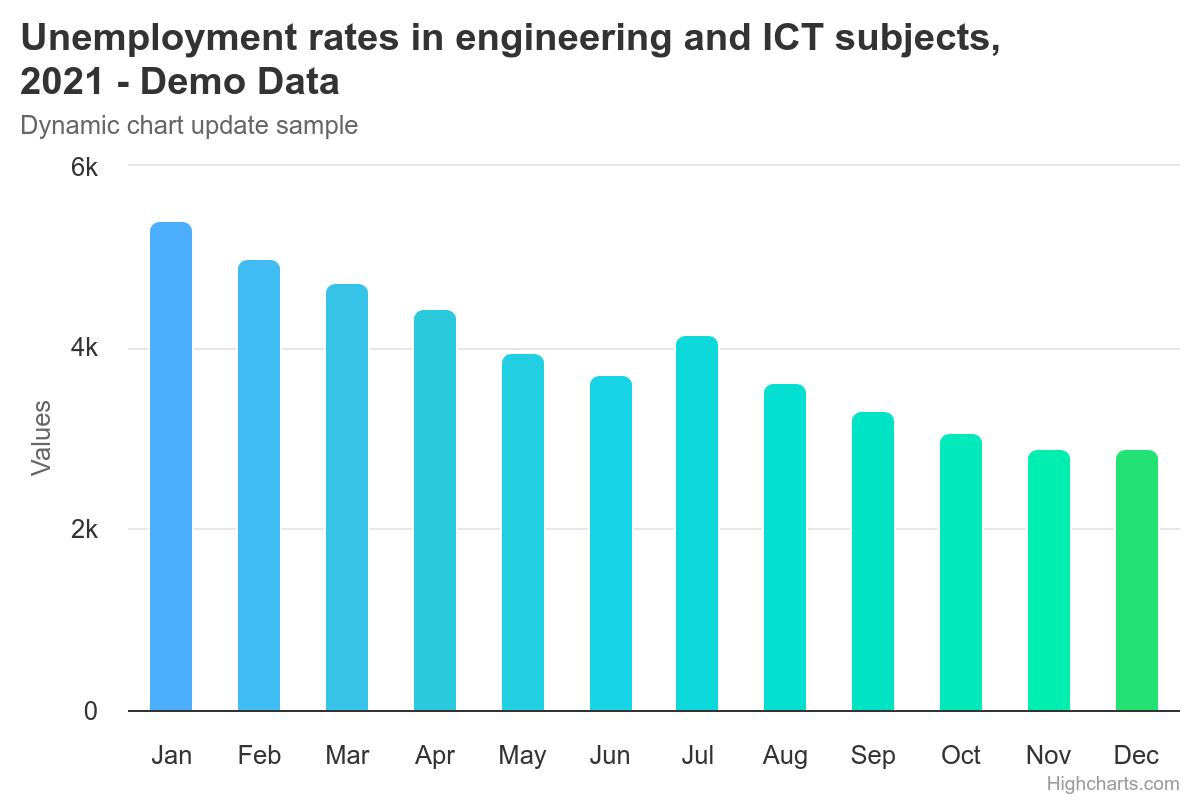 Unemployment rates in engineering and ICT subjects,
2021 - Demo Data
Dynamic chart update sample
6k
4k
2k
0
Values
Jan Feb Mar Apr May Jun Jul Aug Sep Oct Nov Dec
Highcharts.com